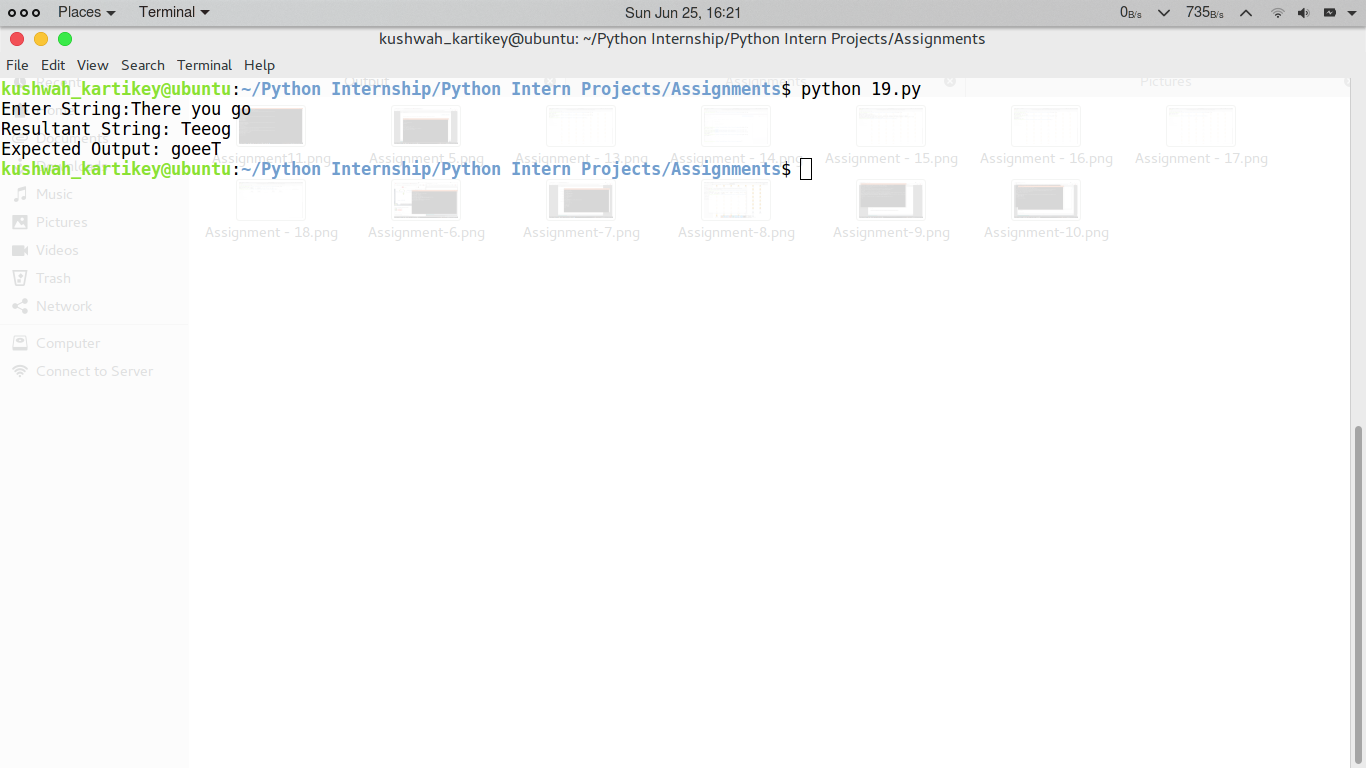 Places Terminal Sun Jun 25, 16:21 0B/s 735B/s
kushwah_kartikey@ubuntu: ~/Python Internship/Python Intern Projects/Assignments
File Edit View Search Terminal Help
Recent Output Assignments Pictures
kushwah_kartikey@ubuntu:~/Python Internship/Python Intern Projects/Assignments$ python 19.py
Enter String:There you go
Resultant String: Teeog
Expected Output: goeeT
Assignment11.png Assignment-5.png Assignment - 13.png Assignment - 14.png Assignment - 15.png Assignment - 16.png Assignment - 17.png
kushwah_kartikey@ubuntu:~/Python Internship/Python Intern Projects/Assignments$
Music
Pictures
Assignment - 18.png Assignment-6.png Assignment-7.png Assignment-8.png Assignment-9.png Assignment-10.png
Videos
Trash
Network
Computer
Connect to Server